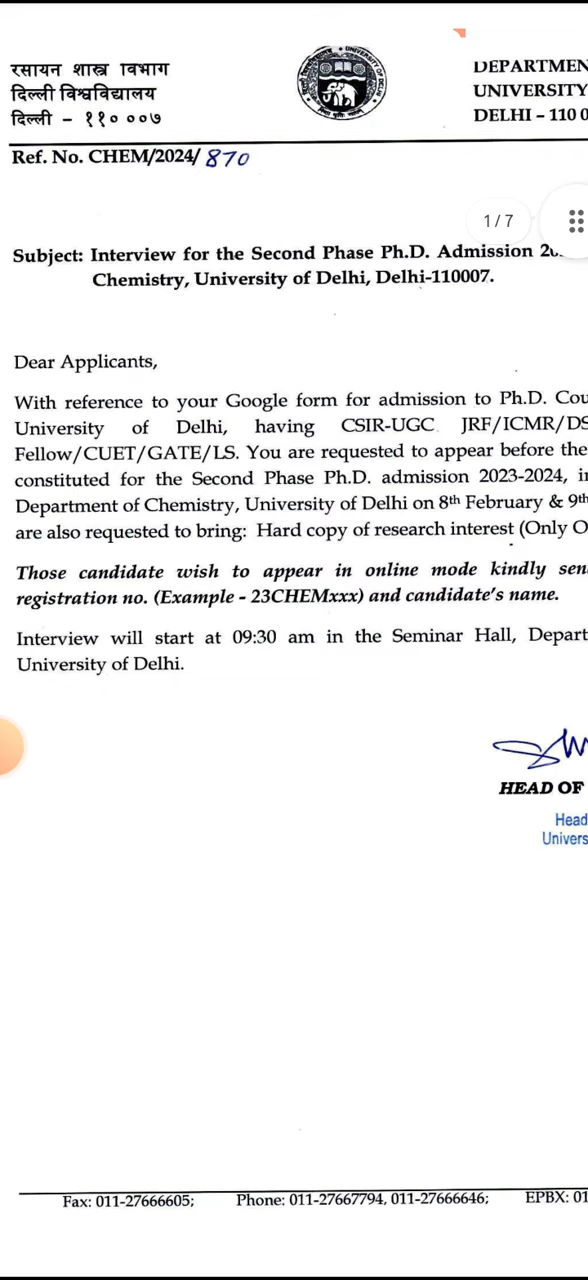 रसायन शास्त्र विभाग
दिल्ली विश्वविद्यालय
दिल्ली – ११० ००७
UNIVERSITY OF DELHI
DEPARTMEN
UNIVERSITY
DELHI – 110 0
Ref. No. CHEM/2024/ 870
1 / 7
Subject: Interview for the Second Phase Ph.D. Admission
Chemistry, University of Delhi, Delhi-110007.
Dear Applicants,
With reference to your Google form for admission to Ph.D. Cou
University of Delhi, having CSIR-UGC JRF/ICMR/DS
Fellow/CUET/GATE/LS. You are requested to appear before the
constituted for the Second Phase Ph.D. admission 2023-2024, in
Department of Chemistry, University of Delhi on 8th February & 9th
are also requested to bring: Hard copy of research interest (Only O
Those candidate wish to appear in online mode kindly sen
registration no. (Example - 23CHEMxxx) and candidate's name.
Interview will start at 09:30 am in the Seminar Hall, Depart
University of Delhi.
HEAD OF
Head
Univers
Fax: 011-27666605; Phone: 011-27667794, 011-27666646; EPBX: 01